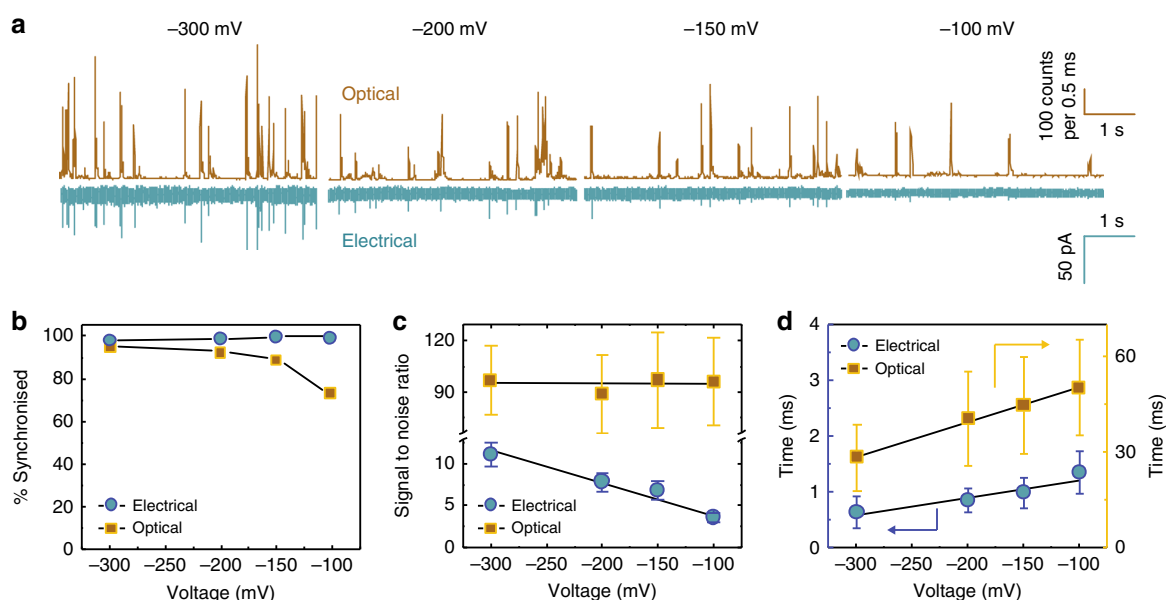 a
–300 mV
–200 mV
–150 mV
–100 mV
Optical
100 counts
per 0.5 ms
1 s
Electrical
1 s
50 pA
b
100
80
60
40
20
0
% Synchronised
Electrical
Optical
–300
–200
–150
–100
Voltage (mV)
c
120
90
10
5
0
Signal to noise ratio
Electrical
Optical
–300
–200
–150
–100
Voltage (mV)
d
4
3
2
1
0
Time (ms)
Electrical
Optical
60
30
0
Time (ms)
–300
–200
–150
–100
Voltage (mV)